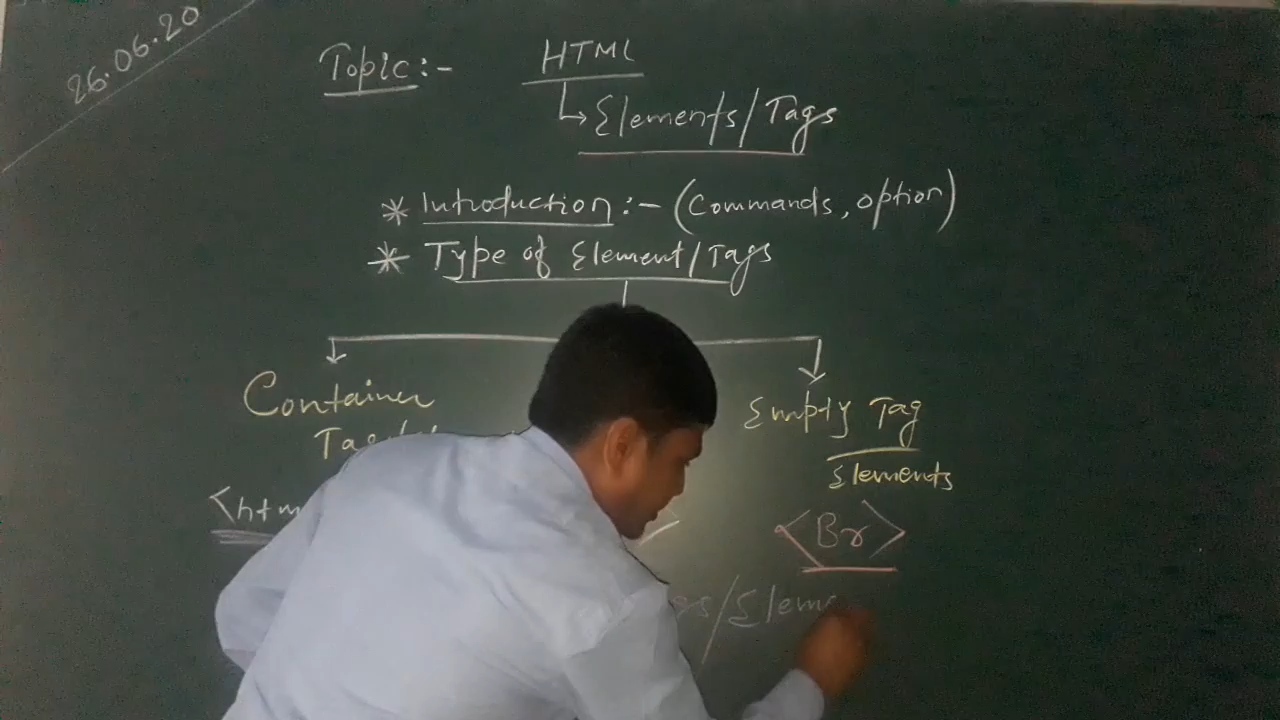 26.06.20
Topic:- HTML
↳Elements/Tags
* Introduction:- (Commands, option)
* Type of Element/Tags
Container
Empty Tag
Elements
<htm
<Br>